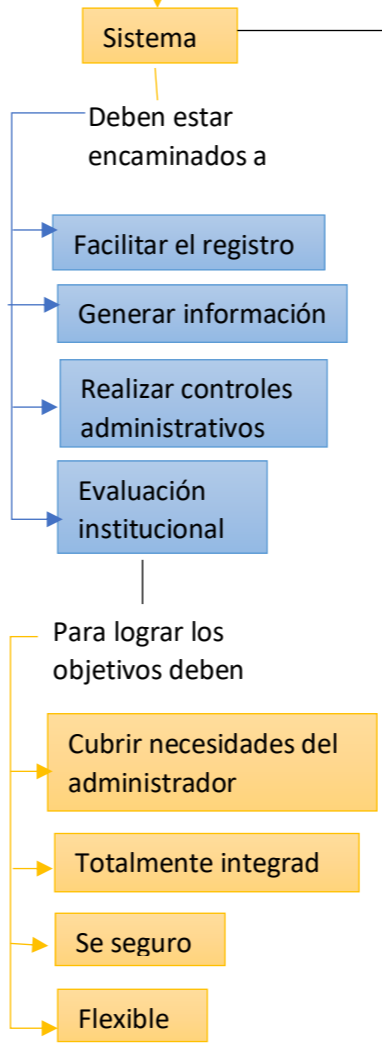 Sistema
Deben estar
encaminados a
Facilitar el registro
Generar información
Realizar controles
administrativos
Evaluación
institucional
Para lograr los
objetivos deben
Cubrir necesidades del
administrador
Totalmente integrad
Se seguro
Flexible